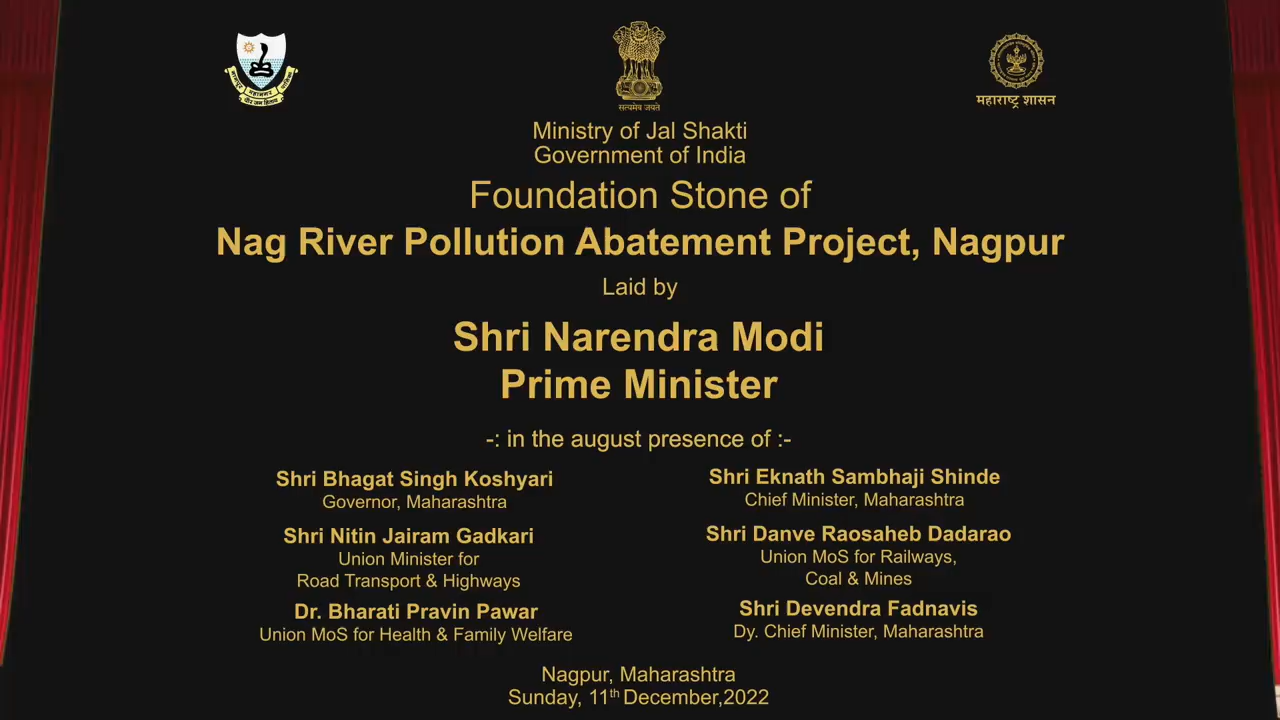 सत्यमेव जयते
महाराष्ट्र शासन
Ministry of Jal Shakti
Government of India
Foundation Stone of
Nag River Pollution Abatement Project, Nagpur
Laid by
Shri Narendra Modi
Prime Minister
-: in the august presence of :-
Shri Bhagat Singh Koshyari
Governor, Maharashtra
Shri Eknath Sambhaji Shinde
Chief Minister, Maharashtra
Shri Nitin Jairam Gadkari
Union Minister for
Road Transport & Highways
Shri Danve Raosaheb Dadarao
Union MoS for Railways,
Coal & Mines
Dr. Bharati Pravin Pawar
Union MoS for Health & Family Welfare
Shri Devendra Fadnavis
Dy. Chief Minister, Maharashtra
Nagpur, Maharashtra
Sunday, 11th December,2022